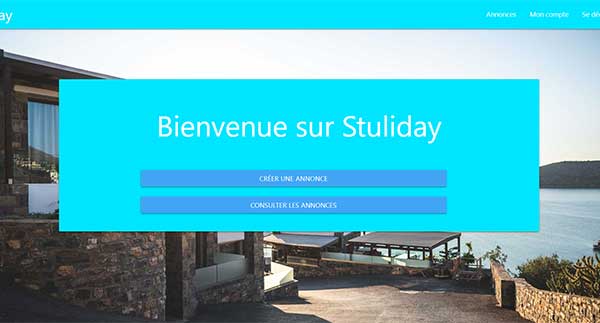 ay Annonces Mon compte Se dé
Bienvenue sur Stuliday
CRÉER UNE ANNONCE
CONSULTER LES ANNONCES